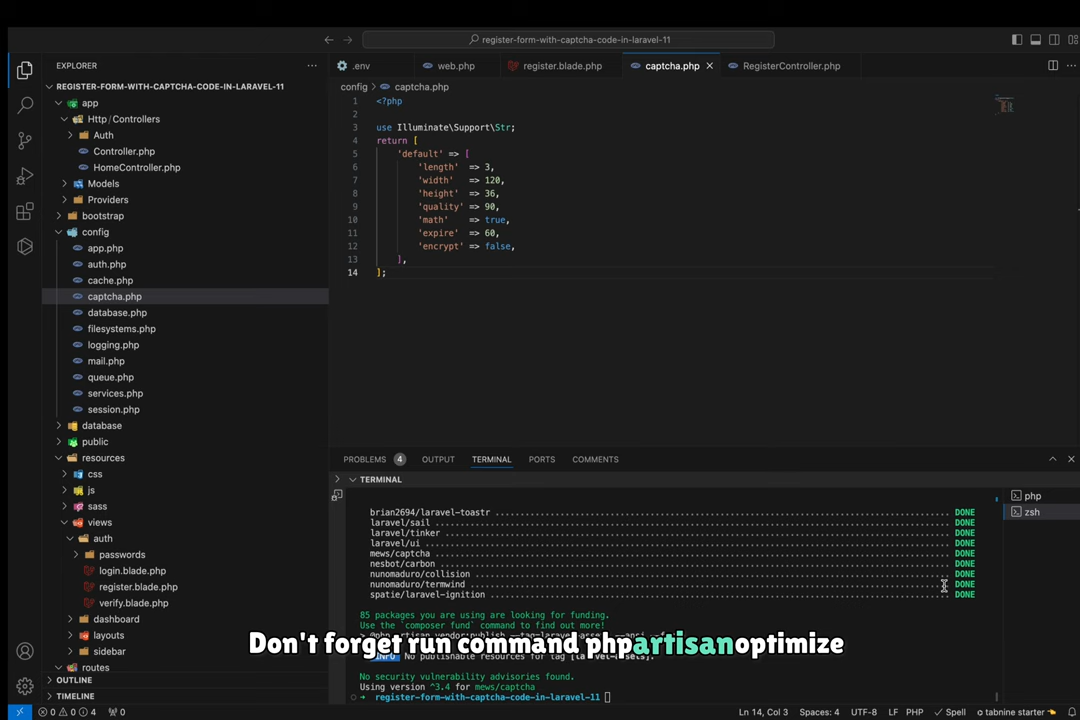 register-form-with-captcha-code-in-laravel-11
EXPLORER
REGISTER-FORM-WITH-CAPTCHA-CODE-IN-LARAVEL-11
app
Http/Controllers
Auth
Controller.php
HomeController.php
Models
Providers
bootstrap
config
app.php
auth.php
cache.php
captcha.php
database.php
filesystems.php
logging.php
mail.php
queue.php
services.php
session.php
database
public
resources
css
js
sass
views
auth
passwords
login.blade.php
register.blade.php
verify.blade.php
dashboard
layouts
sidebar
routes
OUTLINE
TIMELINE
.env web.php register.blade.php captcha.php RegisterController.php
config > captcha.php
1 <?php
2
3 use Illuminate\Support\Str;
4 return [
5 'default' => [
6 'length' => 3,
7 'width' => 120,
8 'height' => 36,
9 'quality' => 90,
10 'math' => true,
11 'expire' => 60,
12 'encrypt' => false,
13 ],
14 ];
PROBLEMS 4 OUTPUT TERMINAL PORTS COMMENTS
TERMINAL
php
zsh
brian2694/laravel-toastr DONE
laravel/sail DONE
laravel/tinker DONE
laravel/ui DONE
mews/captcha DONE
nesbot/carbon DONE
nunomaduro/collision DONE
nunomaduro/termwind DONE
spatie/laravel-ignition DONE
85 packages you are using are looking for funding.
Use the `composer fund` command to find out more!
Don't forget run command php artisan optimize
No publishable resources for tag
No security vulnerability advisories found.
Using version ^3.4 for mews/captcha
register-form-with-captcha-code-in-laravel-11
0 0 4 0 Ln 14, Col 3 Spaces: 4 UTF-8 LF PHP Spell tabnine starter